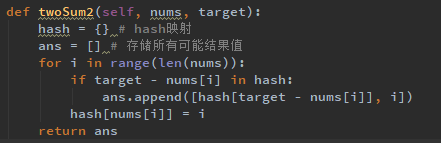 def twoSum2(self, nums, target):
    hash = {} # hash映射
    ans = [] # 存储所有可能结果值
    for i in range(len(nums)):
        if target - nums[i] in hash:
            ans.append([hash[target - nums[i]], i])
        hash[nums[i]] = i
    return ans